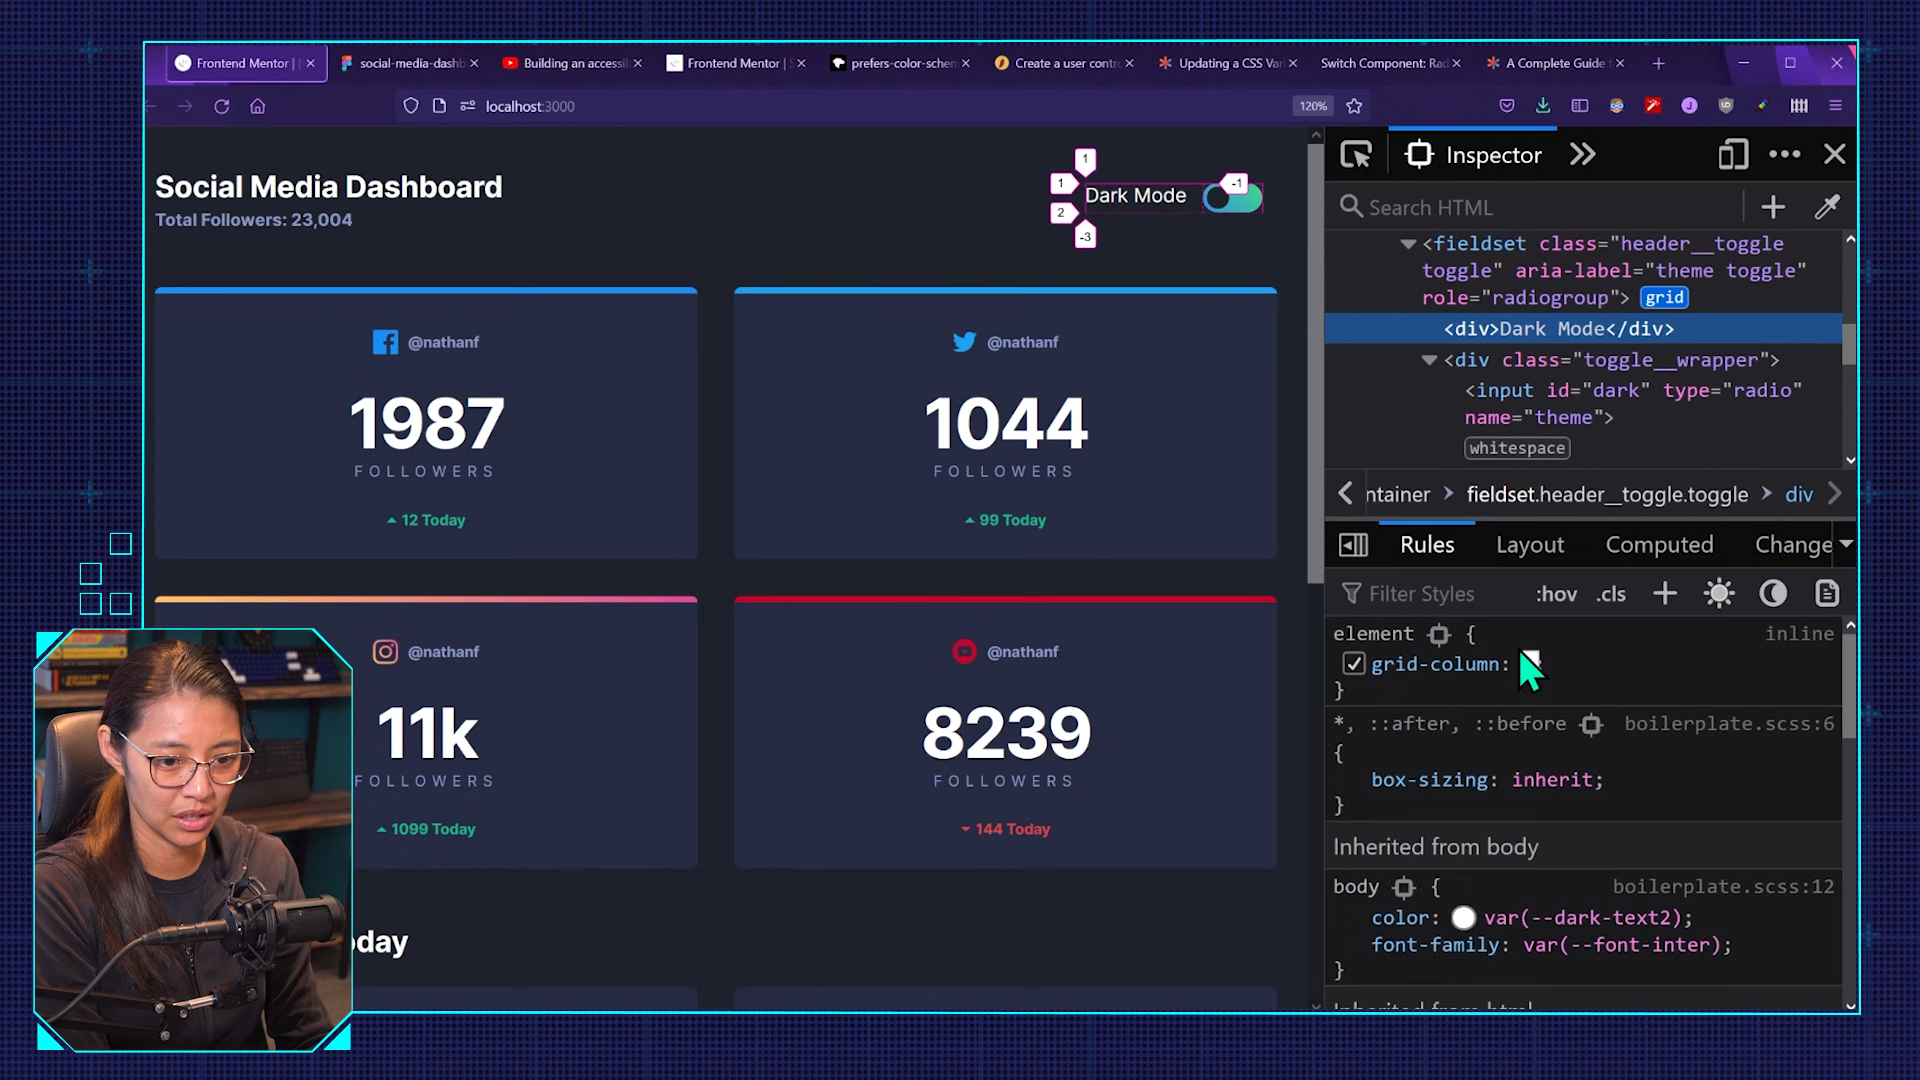 Frontend Mentor |
social-media-dashb
Building an accessib
Frontend Mentor |
prefers-color-schem
Create a user contro
Updating a CSS Vari
Switch Component: Rad
A Complete Guide
localhost:3000
120%
Social Media Dashboard
Total Followers: 23,004
1
1
2
-3
-1
Dark Mode
@nathanf
1987
FOLLOWERS
12 Today
@nathanf
1044
FOLLOWERS
99 Today
@nathanf
11k
FOLLOWERS
1099 Today
@nathanf
8239
FOLLOWERS
144 Today
oday
Inspector
Search HTML
<fieldset class="header__toggle
toggle" aria-label="theme toggle"
role="radiogroup"> grid
<div>Dark Mode</div>
<div class="toggle__wrapper">
<input id="dark" type="radio"
name="theme">
whitespace
ntainer > fieldset.header__toggle.toggle > div
Rules Layout Computed Change
Filter Styles :hov .cls
element { inline
grid-column:
}
*, ::after, ::before boilerplate.scss:6
{
box-sizing: inherit;
}
Inherited from body
body { boilerplate.scss:12
color: var(--dark-text2);
font-family: var(--font-inter);
}
Inherited from html